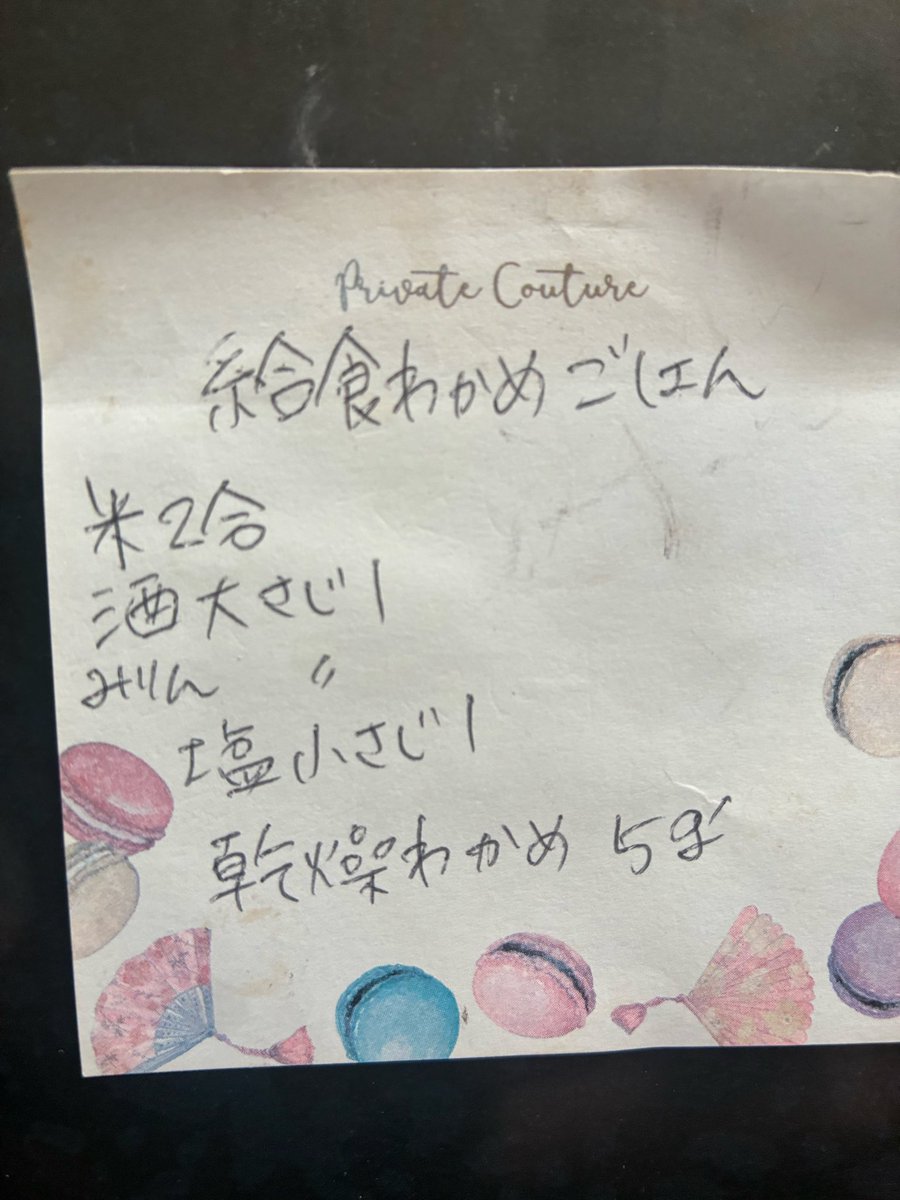 Private Couture
給食わかめごはん
米2合
酒大さじ1
みりん 〃
塩小さじ1
乾燥わかめ 5g